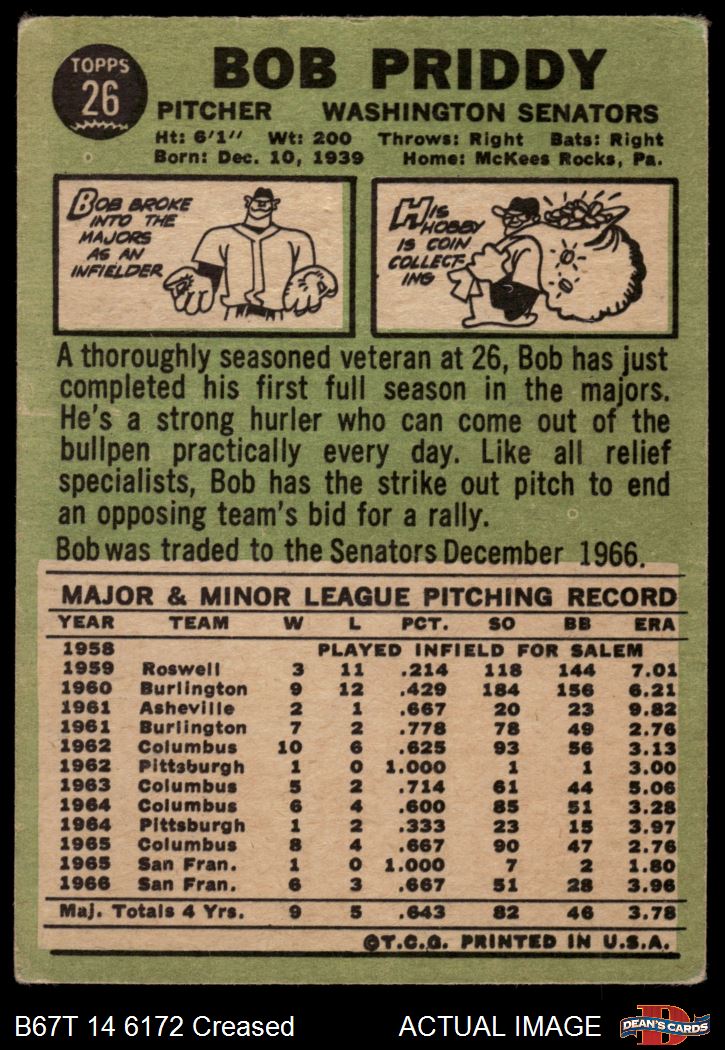 TOPPS
26
BOB PRIDDY
PITCHER WASHINGTON SENATORS
Ht: 6'1" Wt: 200 Throws: Right Bats: Right
Born: Dec. 10, 1939 Home: McKees Rocks, Pa.
BOB BROKE
INTO THE
MAJORS
AS AN
INFIELDER
HIS
HOBBY
IS COIN
COLLECT-
ING
A thoroughly seasoned veteran at 26, Bob has just
completed his first full season in the majors.
He's a strong hurler who can come out of the
bullpen practically every day. Like all relief
specialists, Bob has the strike out pitch to end
an opposing team's bid for a rally.
Bob was traded to the Senators December 1966.
MAJOR & MINOR LEAGUE PITCHING RECORD
YEAR TEAM W L PCT. SO BB ERA
1958 PLAYED INFIELD FOR SALEM
1959 Roswell 3 11 .214 118 144 7.01
1960 Burlington 9 12 .429 184 156 6.21
1961 Asheville 2 1 .667 20 23 9.82
1961 Burlington 7 2 .778 78 49 2.76
1962 Columbus 10 6 .625 93 56 3.13
1962 Pittsburgh 1 0 1.000 1 1 3.00
1963 Columbus 5 2 .714 61 44 5.06
1964 Columbus 6 4 .600 85 51 3.28
1964 Pittsburgh 1 2 .333 23 15 3.97
1965 Columbus 8 4 .667 90 47 2.76
1965 San Fran. 1 0 1.000 7 2 1.80
1966 San Fran. 6 3 .667 51 28 3.96
Maj. Totals 4 Yrs. 9 5 .643 82 46 3.78
©T.C.G. PRINTED IN U.S.A.
B67T 14 6172 Creased ACTUAL IMAGE
D
DEAN'S CARDS